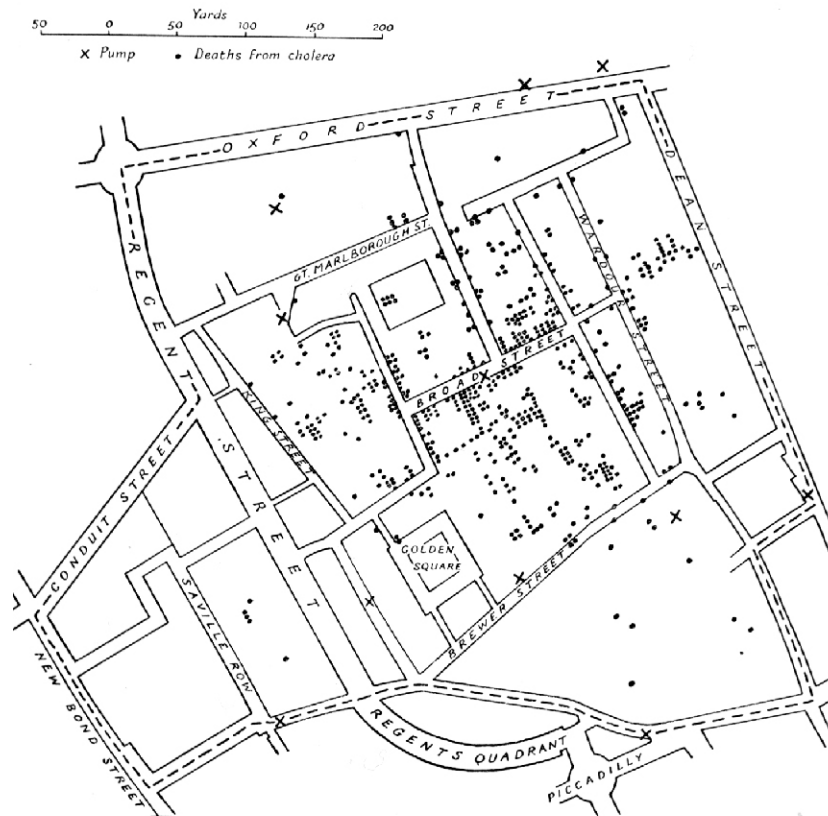 Yards
50 0 50 100 150 200
X Pump • Deaths from cholera
OXFORD STREET
DEAN STREET
WARDOUR STREET
REGENT STREET
GT. MARLBOROUGH ST.
BROAD STREET
KING STREET
CONDUIT STREET
GOLDEN
SQUARE
SAVILLE ROW
BREWER STREET
NEW BOND STREET
REGENTS QUADRANT
PICCADILLY